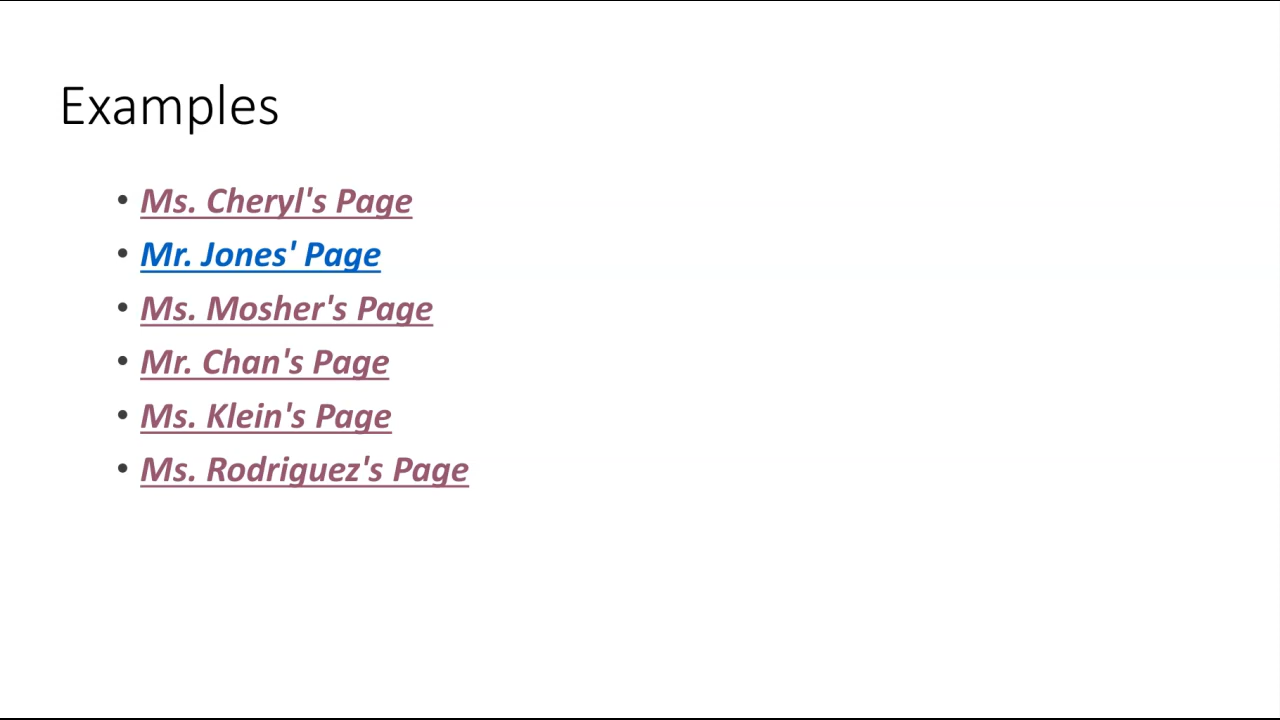 Examples
• Ms. Cheryl's Page
• Mr. Jones' Page
• Ms. Mosher's Page
• Mr. Chan's Page
• Ms. Klein's Page
• Ms. Rodriguez's Page